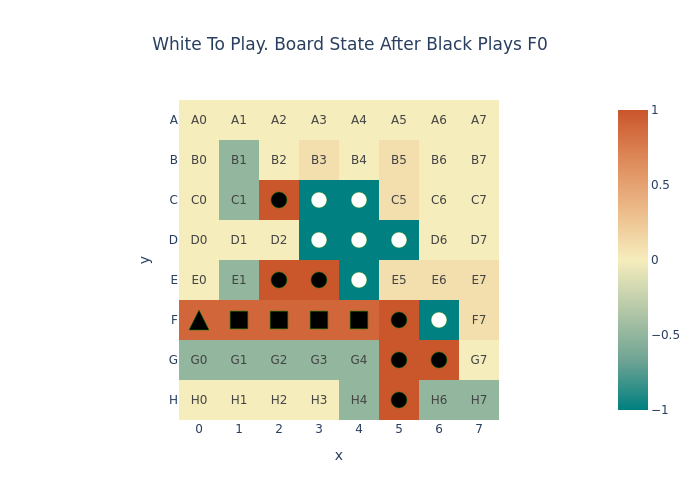 White To Play. Board State After Black Plays F0
A A0 A1 A2 A3 A4 A5 A6 A7
B B0 B1 B2 B3 B4 B5 B6 B7
C C0 C1 C5 C6 C7
D D0 D1 D2 D6 D7
E E0 E1 E5 E6 E7
F F7
G G0 G1 G2 G3 G4 G7
H H0 H1 H2 H3 H4 H6 H7
0 1 2 3 4 5 6 7
x
y
1
0.5
0
−0.5
−1